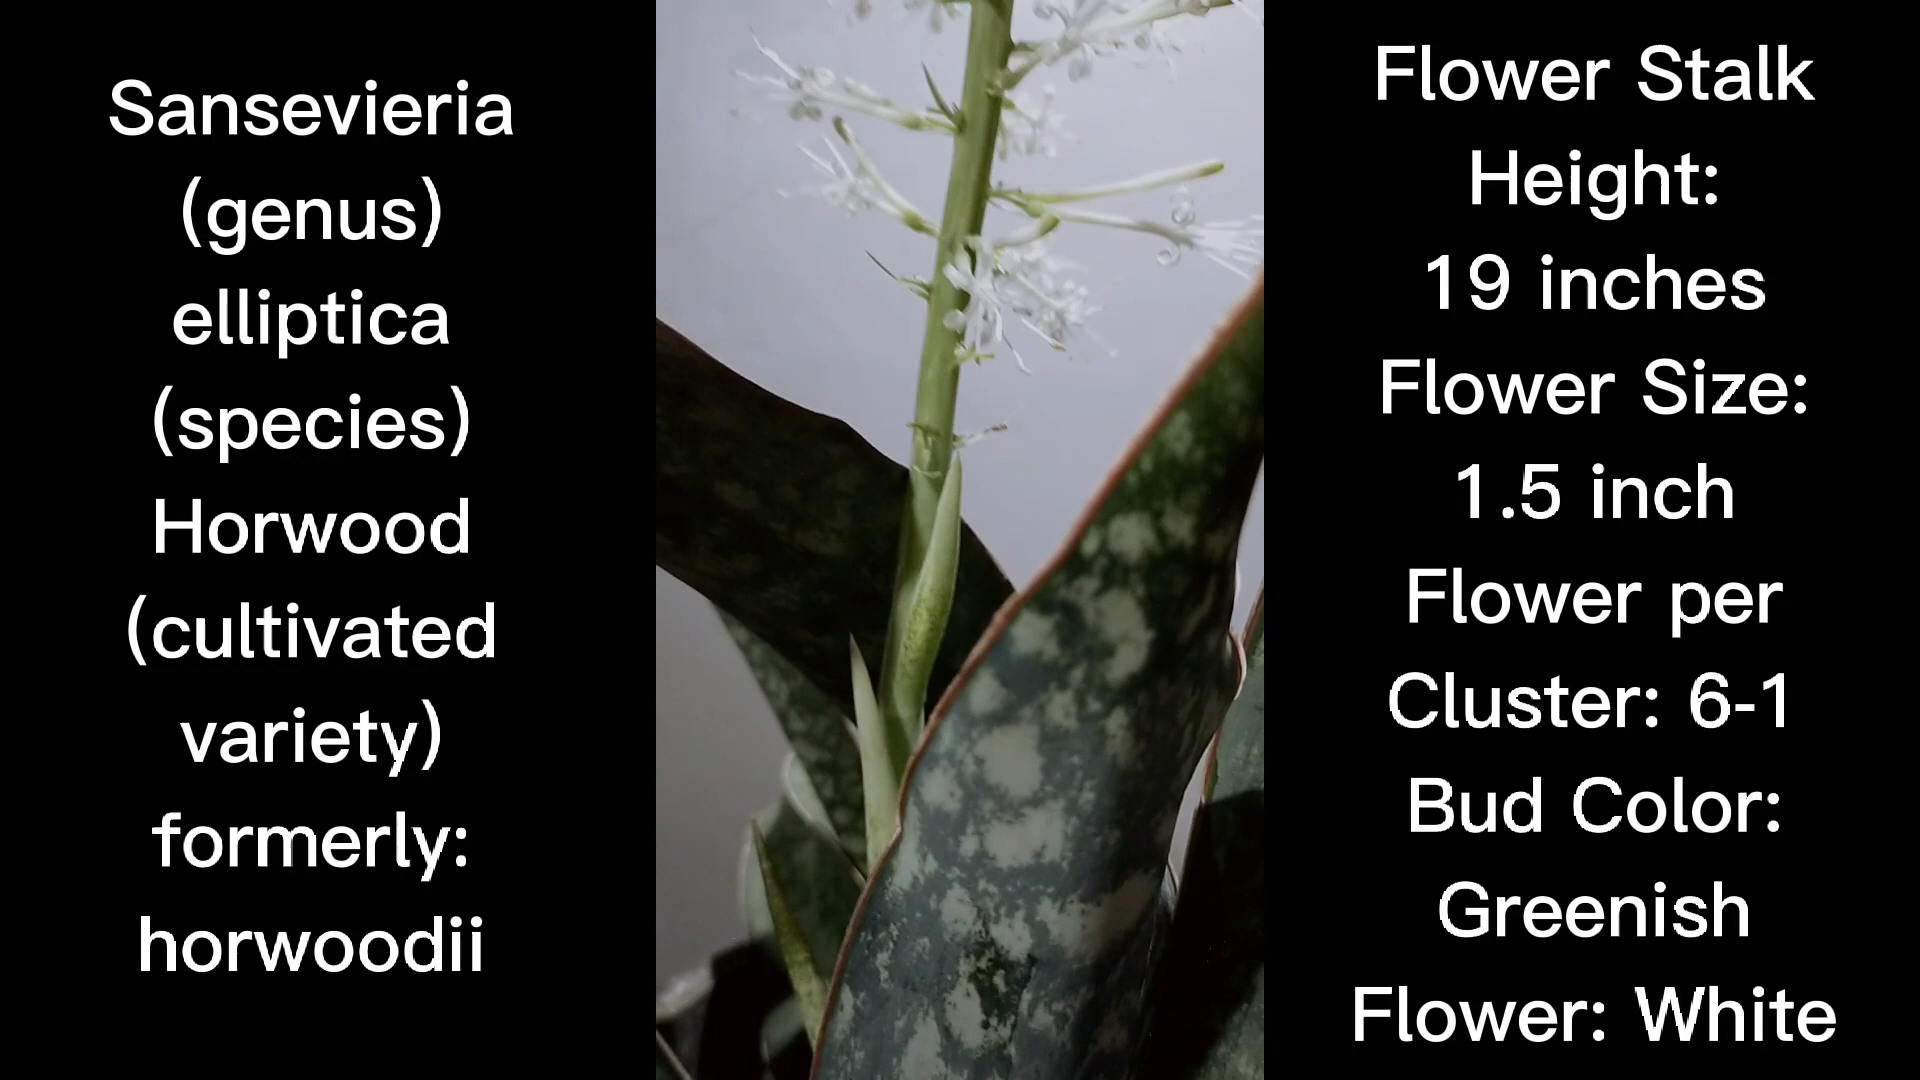 Sansevieria
(genus)
elliptica
(species)
Horwood
(cultivated
variety)
formerly:
horwoodii
Flower Stalk
Height:
19 inches
Flower Size:
1.5 inch
Flower per
Cluster: 6-1
Bud Color:
Greenish
Flower: White